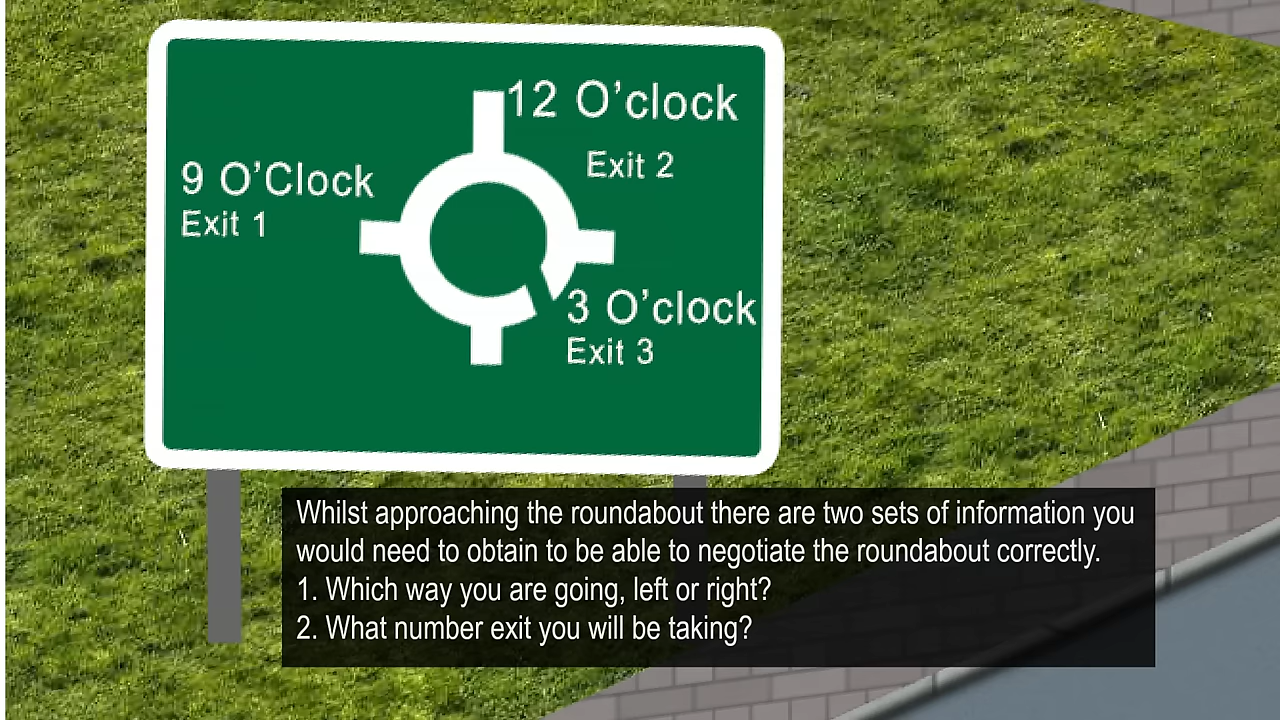 12 O'clock
Exit 2
9 O'Clock
Exit 1
3 O'clock
Exit 3
Whilst approaching the roundabout there are two sets of information you
would need to obtain to be able to negotiate the roundabout correctly.
1. Which way you are going, left or right?
2. What number exit you will be taking?